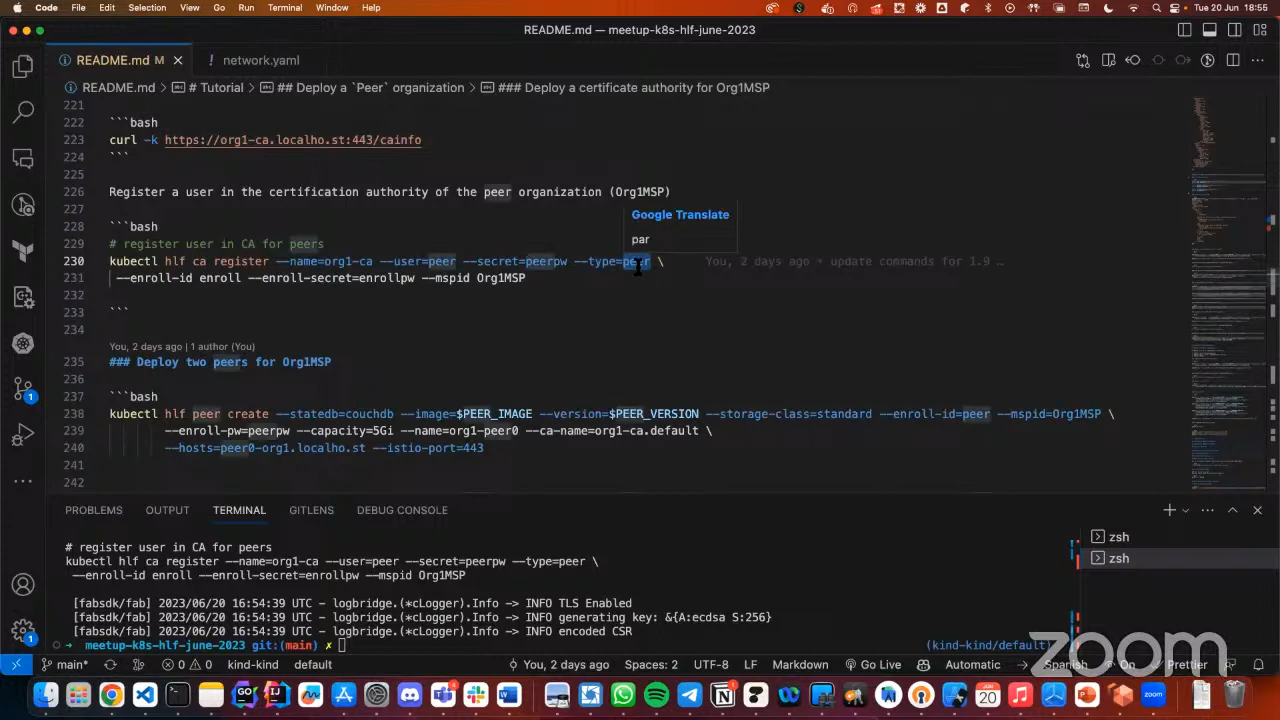 Code File Edit Selection View Go Run Terminal Window Help Tue 20 Jun 18:55
README.md — meetup-k8s-hlf-june-2023
README.md M network.yaml
README.md > # Tutorial > ## Deploy a `Peer` organization > ### Deploy a certificate authority for Org1MSP
221
222 ```bash
223 curl -k https://org1-ca.localho.st:443/cainfo
224 ```
225
226 Register a user in the certification authority of the peer organization (Org1MSP)
227
Google Translate
par
228 ```bash
229 # register user in CA for peers
230 kubectl hlf ca register --name=org1-ca --user=peer --secret=peerpw --type=peer \ You, 2 days ago • update commands for 1.9 …
231 --enroll-id enroll --enroll-secret=enrollpw --mspid Org1MSP
232
233 ```
234
You, 2 days ago | 1 author (You)
235 ### Deploy two peers for Org1MSP
236
237 ```bash
238 kubectl hlf peer create --statedb=couchdb --image=$PEER_IMAGE --version=$PEER_VERSION --storage-class=standard --enroll-id=peer --mspid=Org1MSP \
239 --enroll-pw=peerpw --capacity=5Gi --name=org1-peer0 --ca-name=org1-ca.default \
240 --hosts=peer0-org1.localho.st --istio-port=443
241
242
PROBLEMS OUTPUT TERMINAL GITLENS DEBUG CONSOLE
zsh
zsh
# register user in CA for peers
kubectl hlf ca register --name=org1-ca --user=peer --secret=peerpw --type=peer \
--enroll-id enroll --enroll-secret=enrollpw --mspid Org1MSP
[fabsdk/fab] 2023/06/20 16:54:39 UTC - logbridge.(*cLogger).Info -> INFO TLS Enabled
[fabsdk/fab] 2023/06/20 16:54:39 UTC - logbridge.(*cLogger).Info -> INFO generating key: &{A:ecdsa S:256}
[fabsdk/fab] 2023/06/20 16:54:39 UTC - logbridge.(*cLogger).Info -> INFO encoded CSR
→ meetup-k8s-hlf-june-2023 git:(main) ✗ (kind-kind/default)
main* 0 0 kind-kind default You, 2 days ago Spaces: 2 UTF-8 LF Markdown Go Live Automatic → Spanish On Prettier
zoom